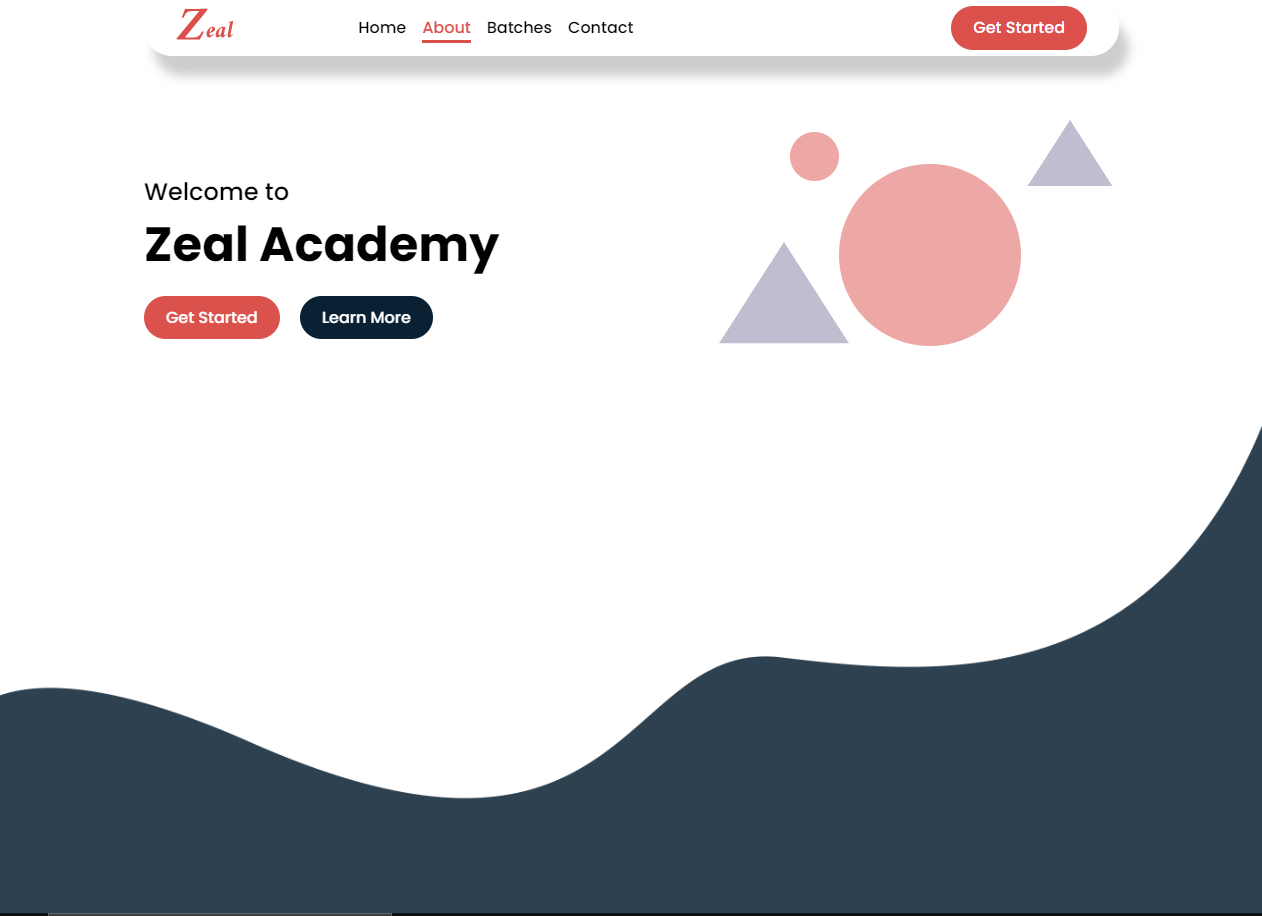 Zeal
Home About Batches Contact
Get Started
Welcome to
Zeal Academy
Get Started
Learn More